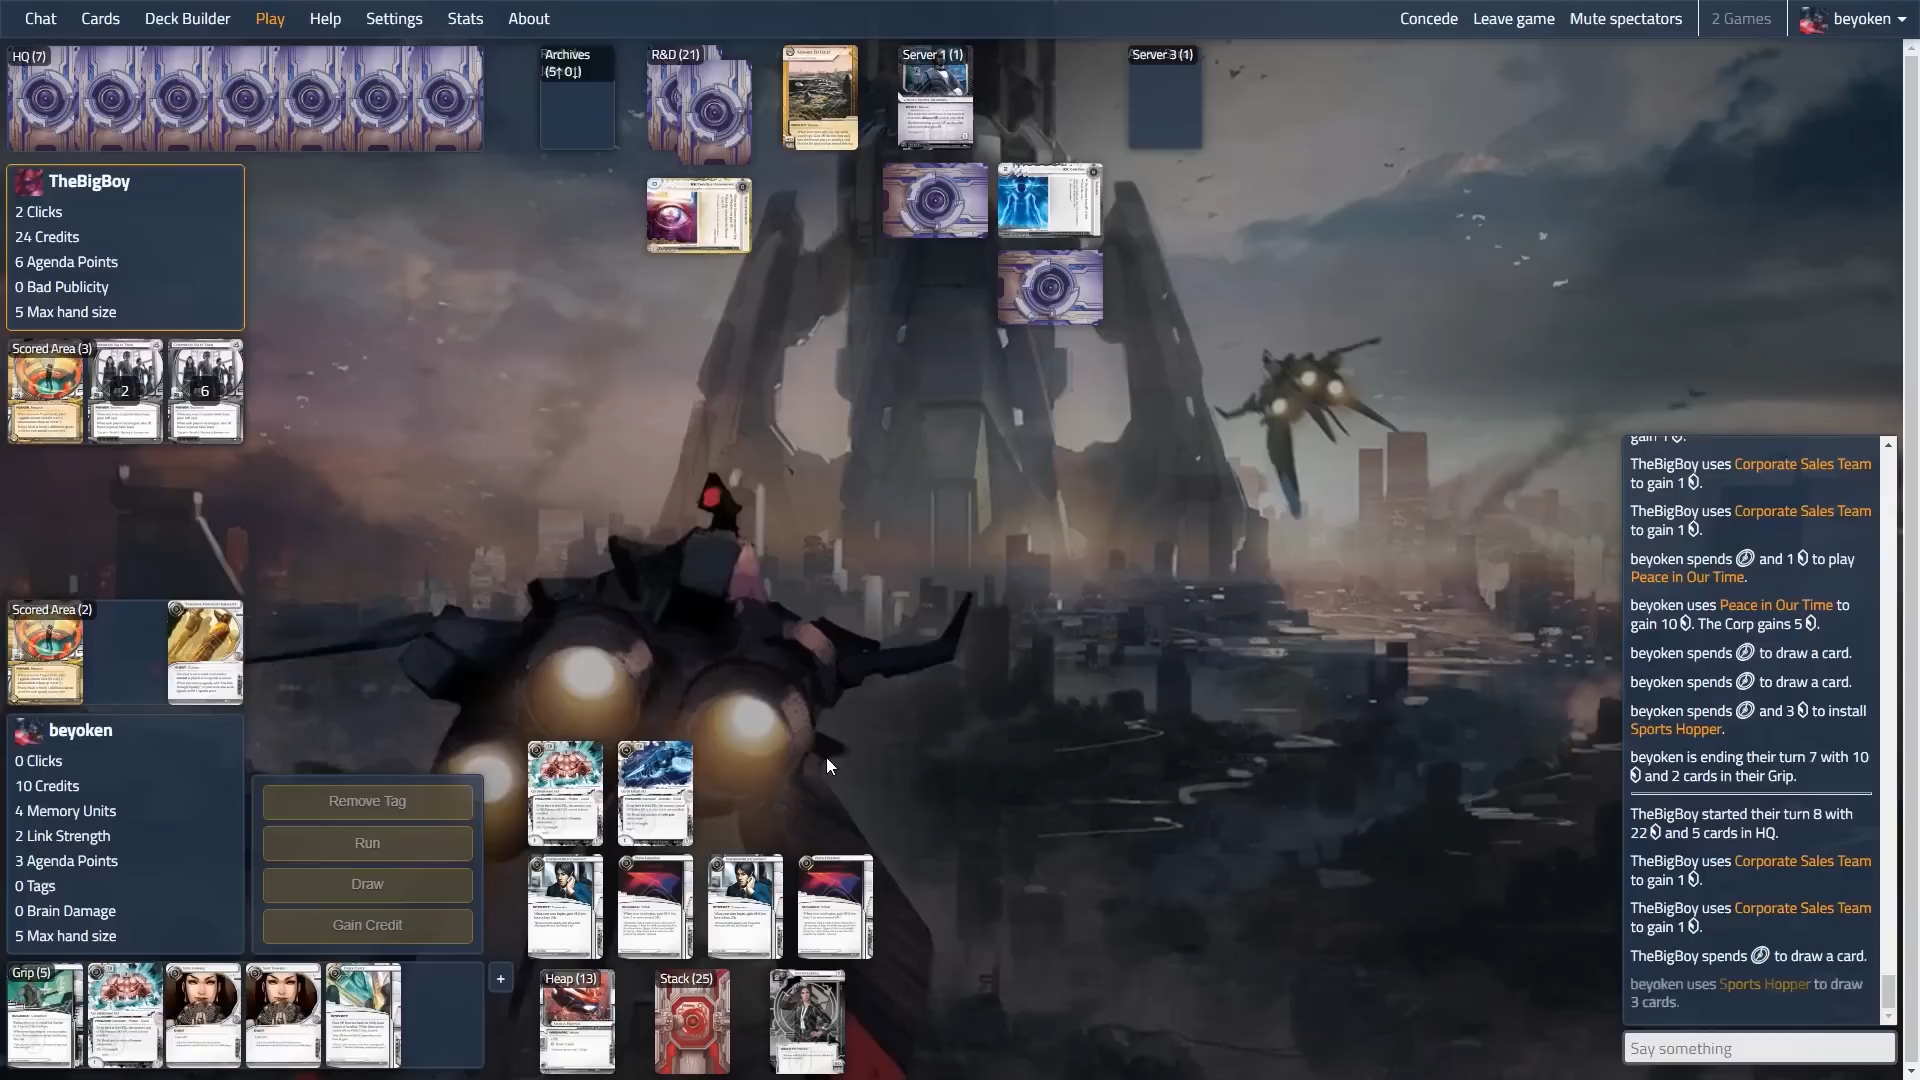 Chat Cards Deck Builder Play Help Settings Stats About
Concede Leave game Mute spectators 2 Games beyoken
HQ (7)
Archives
(5↑ 0↓)
R&D (21)
Server 1 (1)
Server 3 (1)
TheBigBoy
2 Clicks
24 Credits
6 Agenda Points
0 Bad Publicity
5 Max hand size
Scored Area (3)
2
6
Scored Area (2)
beyoken
0 Clicks
10 Credits
4 Memory Units
2 Link Strength
3 Agenda Points
0 Tags
0 Brain Damage
5 Max hand size
Remove Tag
Run
Draw
Gain Credit
Grip (5)
+
Heap (13)
Stack (25)
gain 1
TheBigBoy uses Corporate Sales Team
to gain 1 .
TheBigBoy uses Corporate Sales Team
to gain 1 .
beyoken spends and 1 to play
Peace in Our Time.
beyoken uses Peace in Our Time to
gain 10 . The Corp gains 5 .
beyoken spends to draw a card.
beyoken spends to draw a card.
beyoken spends and 3 to install
Sports Hopper.
beyoken is ending their turn 7 with 10
and 2 cards in their Grip.
TheBigBoy started their turn 8 with
22 and 5 cards in HQ.
TheBigBoy uses Corporate Sales Team
to gain 1 .
TheBigBoy uses Corporate Sales Team
to gain 1 .
TheBigBoy spends to draw a card.
beyoken uses Sports Hopper to draw
3 cards.
Say something